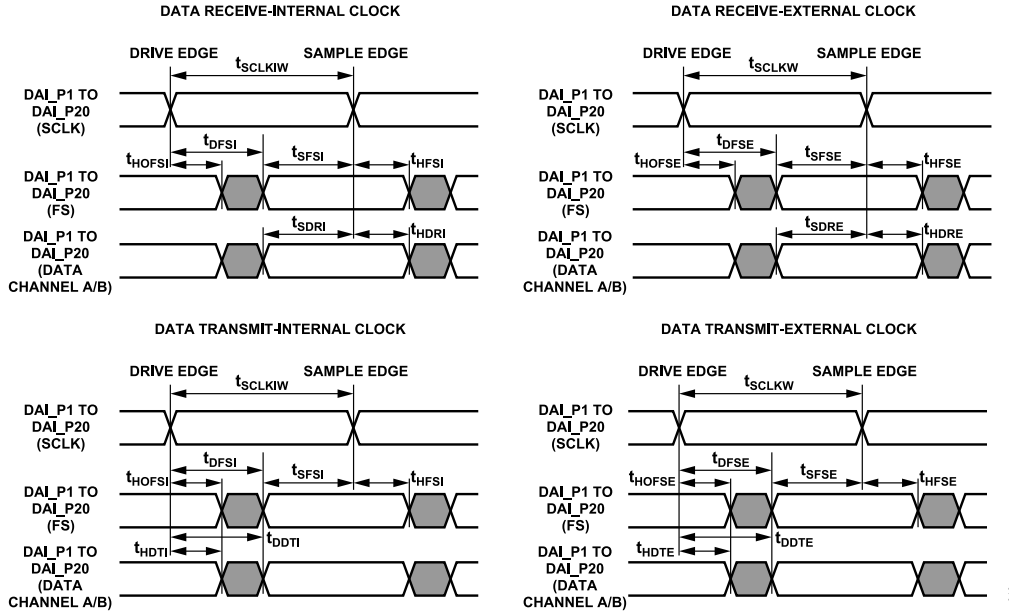 DATA RECEIVE-INTERNAL CLOCK
DRIVE EDGE
SAMPLE EDGE
tSCLKIW
DAI_P1 TO
DAI_P20
(SCLK)
tDFSI
tHOFSI
tSFSI
tHFSI
DAI_P1 TO
DAI_P20
(FS)
tSDRI
tHDRI
DAI_P1 TO
DAI_P20
(DATA
CHANNEL A/B)
DATA RECEIVE-EXTERNAL CLOCK
DRIVE EDGE
SAMPLE EDGE
tSCLKW
DAI_P1 TO
DAI_P20
(SCLK)
tDFSE
tHOFSE
tSFSE
tHFSE
DAI_P1 TO
DAI_P20
(FS)
tSDRE
tHDRE
DAI_P1 TO
DAI_P20
(DATA
CHANNEL A/B)
DATA TRANSMIT-INTERNAL CLOCK
DRIVE EDGE
SAMPLE EDGE
tSCLKIW
DAI_P1 TO
DAI_P20
(SCLK)
tDFSI
tHOFSI
tSFSI
tHFSI
DAI_P1 TO
DAI_P20
(FS)
tDDTI
tHDTI
DAI_P1 TO
DAI_P20
(DATA
CHANNEL A/B)
DATA TRANSMIT-EXTERNAL CLOCK
DRIVE EDGE
SAMPLE EDGE
tSCLKW
DAI_P1 TO
DAI_P20
(SCLK)
tDFSE
tHOFSE
tSFSE
tHFSE
DAI_P1 TO
DAI_P20
(FS)
tDDTE
tHDTE
DAI_P1 TO
DAI_P20
(DATA
CHANNEL A/B)